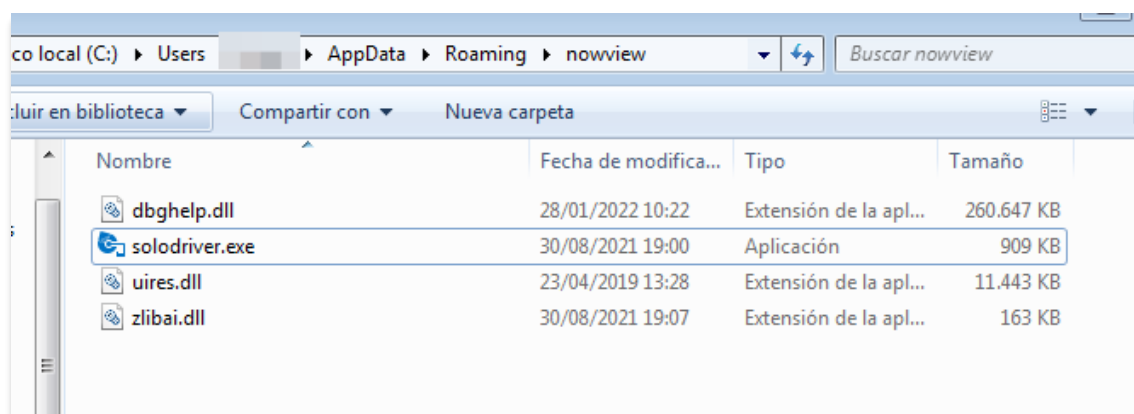 co local (C:) ▸ Users ▸ AppData ▸ Roaming ▸ nowview Buscar nowview
luir en biblioteca Compartir con Nueva carpeta
Nombre Fecha de modifica... Tipo Tamaño
dbghelp.dll 28/01/2022 10:22 Extensión de la apl... 260.647 KB
solodriver.exe 30/08/2021 19:00 Aplicación 909 KB
uires.dll 23/04/2019 13:28 Extensión de la apl... 11.443 KB
zlibai.dll 30/08/2021 19:07 Extensión de la apl... 163 KB